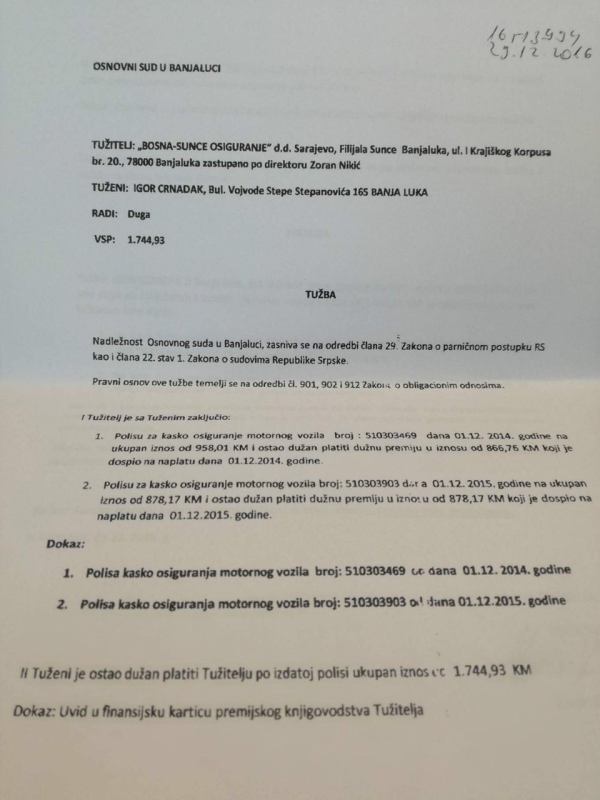 29.12.2016
OSNOVNI SUD U BANJALUCI
TUŽITELJ: „BOSNA-SUNCE OSIGURANJE" d.d. Sarajevo, Filijala Sunce Banjaluka, ul. I Krajiškog Korpusa
br. 20., 78000 Banjaluka zastupano po direktoru Zoran Nikić
TUŽENI: IGOR CRNADAK, Bul. Vojvode Stepe Stepanovića 165 BANJA LUKA
RADI: Duga
VSP: 1.744,93
TUŽBA
Nadležnost Osnovnog suda u Banjaluci, zasniva se na odredbi člana 29. Zakona o parničnom postupku RS
kao i člana 22. stav 1. Zakona o sudovima Republike Srpske.
Pravni osnov ove tužbe temelji se na odredbi čl. 901, 902 i 912 Zakona o obligacionim odnosima.
I Tužitelj je sa Tuženim zaključio:
1. Polisu za kasko osiguranje motornog vozila broj : 510303469 dana 01.12. 2014. godine na
ukupan iznos od 958,01 KM i ostao dužan platiti dužnu premiju u iznosu od 866,76 KM koji je
dospio na naplatu dana 01.12.2014. godine.
2. Polisu za kasko osiguranje motornog vozila broj: 510303903 dana 01.12. 2015. godine na ukupan
iznos od 878,17 KM i ostao dužan platiti dužnu premiju u iznosu od 878,17 KM koji je dospio na
naplatu dana 01.12.2015. godine.
Dokaz:
1. Polisa kasko osiguranja motornog vozila broj: 510303469 od dana 01.12. 2014. godine
2. Polisa kasko osiguranja motornog vozila broj: 510303903 od dana 01.12.2015. godine
II Tuženi je ostao dužan platiti Tužitelju po izdatoj polisi ukupan iznos od 1.744,93 KM
Dokaz: Uvid u finansijsku karticu premijskog knjigovodstva Tužitelja